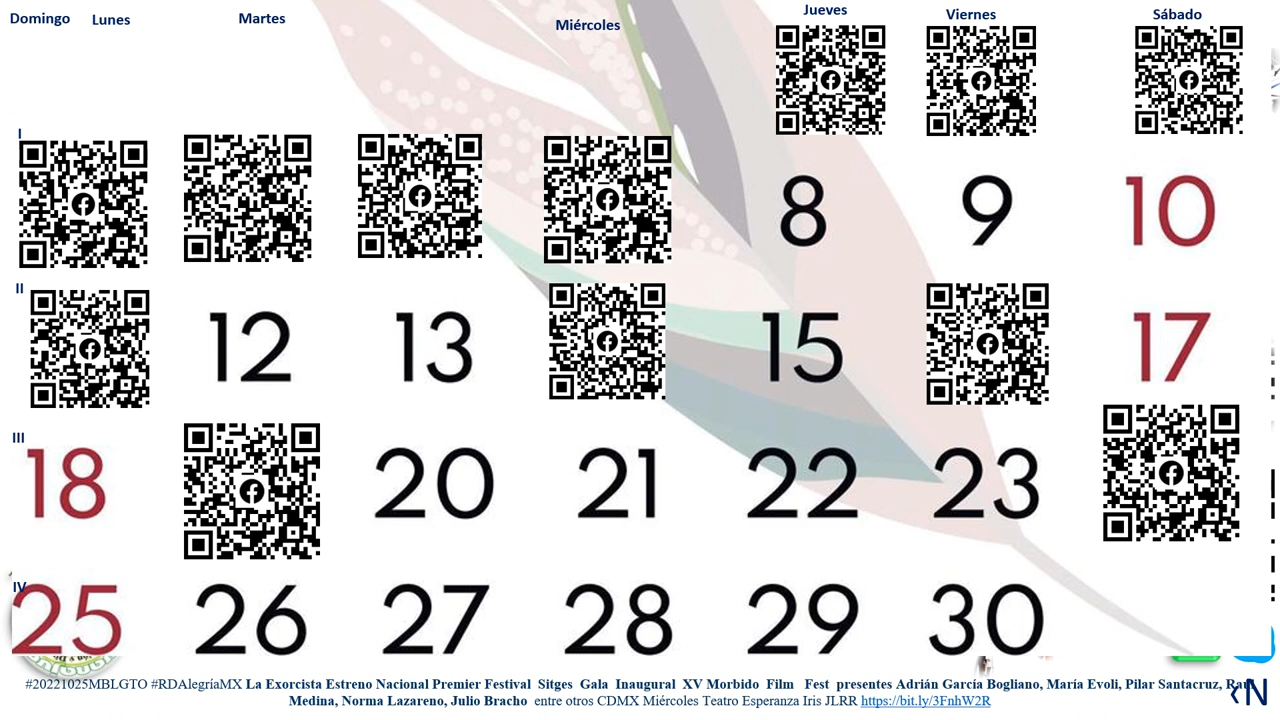 Domingo Lunes Martes Miércoles Jueves Viernes Sábado
I
8 9 10
II
12 13 15 17
III
18 20 21 22 23
IV
25 26 27 28 29 30
#20221025MBLGTO #RDAlegríaMX La Exorcista Estreno Nacional Premier Festival Sitges Gala Inaugural XV Morbido Film Fest presentes Adrián García Bogliano, María Evoli, Pilar Santacruz,
Medina, Norma Lazareno, Julio Bracho entre otros CDMX Miércoles Teatro Esperanza Iris JLRR https://bit.ly/3FnhW2R
N